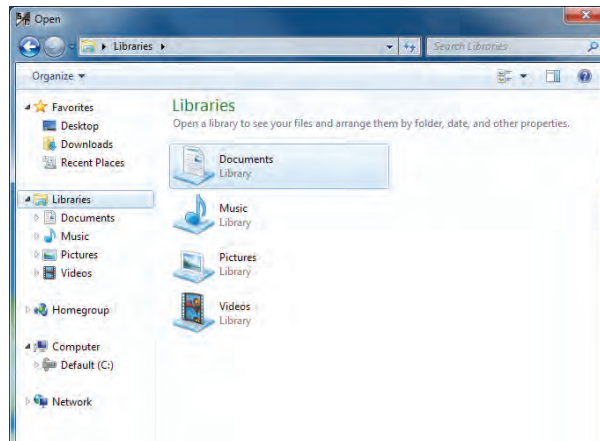 Open
Libraries
Search Libraries
Organize
Favorites
Desktop
Downloads
Recent Places
Libraries
Documents
Music
Pictures
Videos
Homegroup
Computer
Default (C:)
Network
Libraries
Open a library to see your files and arrange them by folder, date, and other properties.
Documents
Library
Music
Library
Pictures
Library
Videos
Library